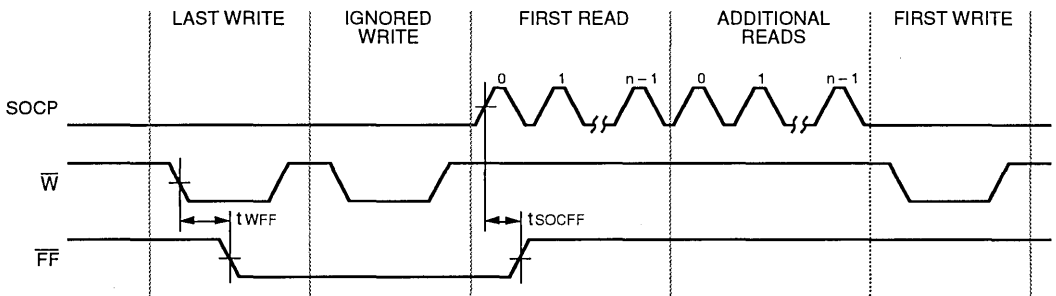 LAST WRITE IGNORED WRITE FIRST READ ADDITIONAL READS FIRST WRITE
0 1 n-1 0 1 n-1
SOCP
W
tWFF tSOCFF
FF